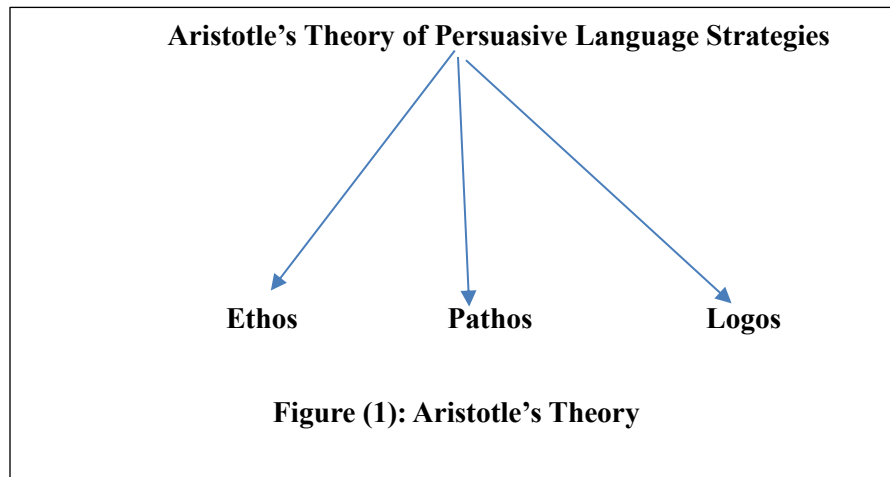 Aristotle’s Theory of Persuasive Language Strategies
Ethos Pathos Logos
Figure (1): Aristotle’s Theory